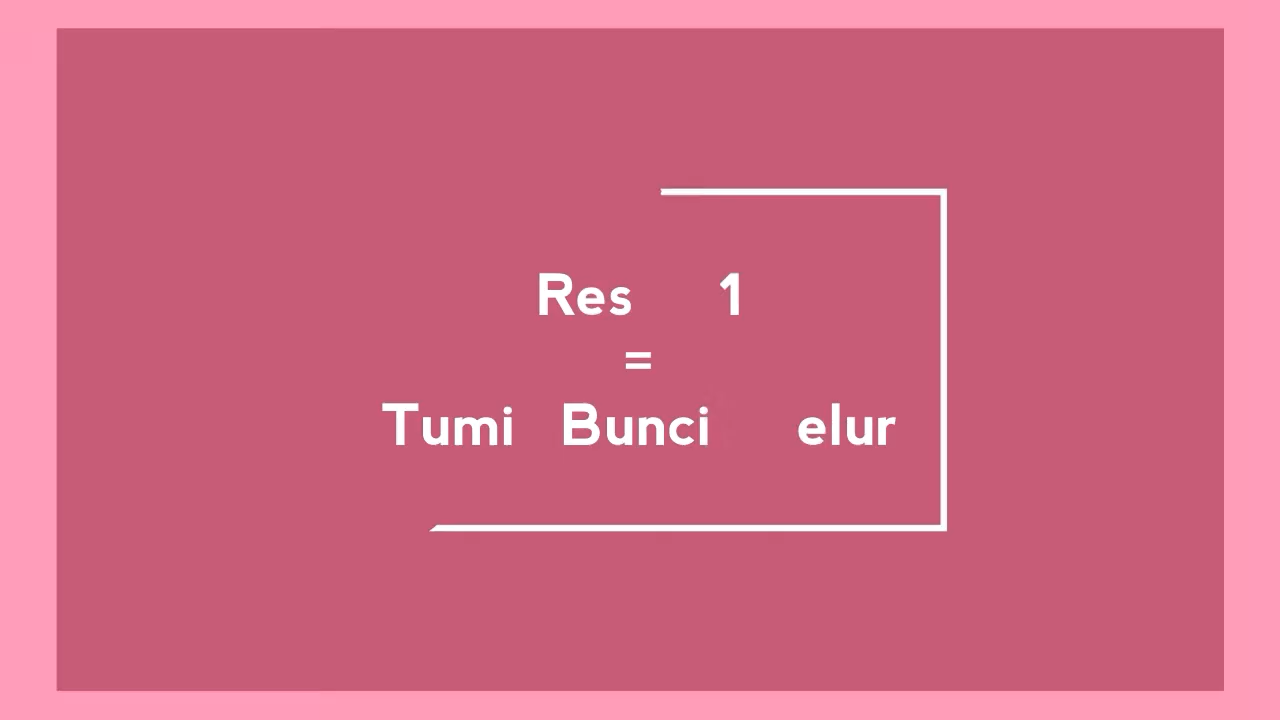 Res 1
=
Tumi Bunci elur